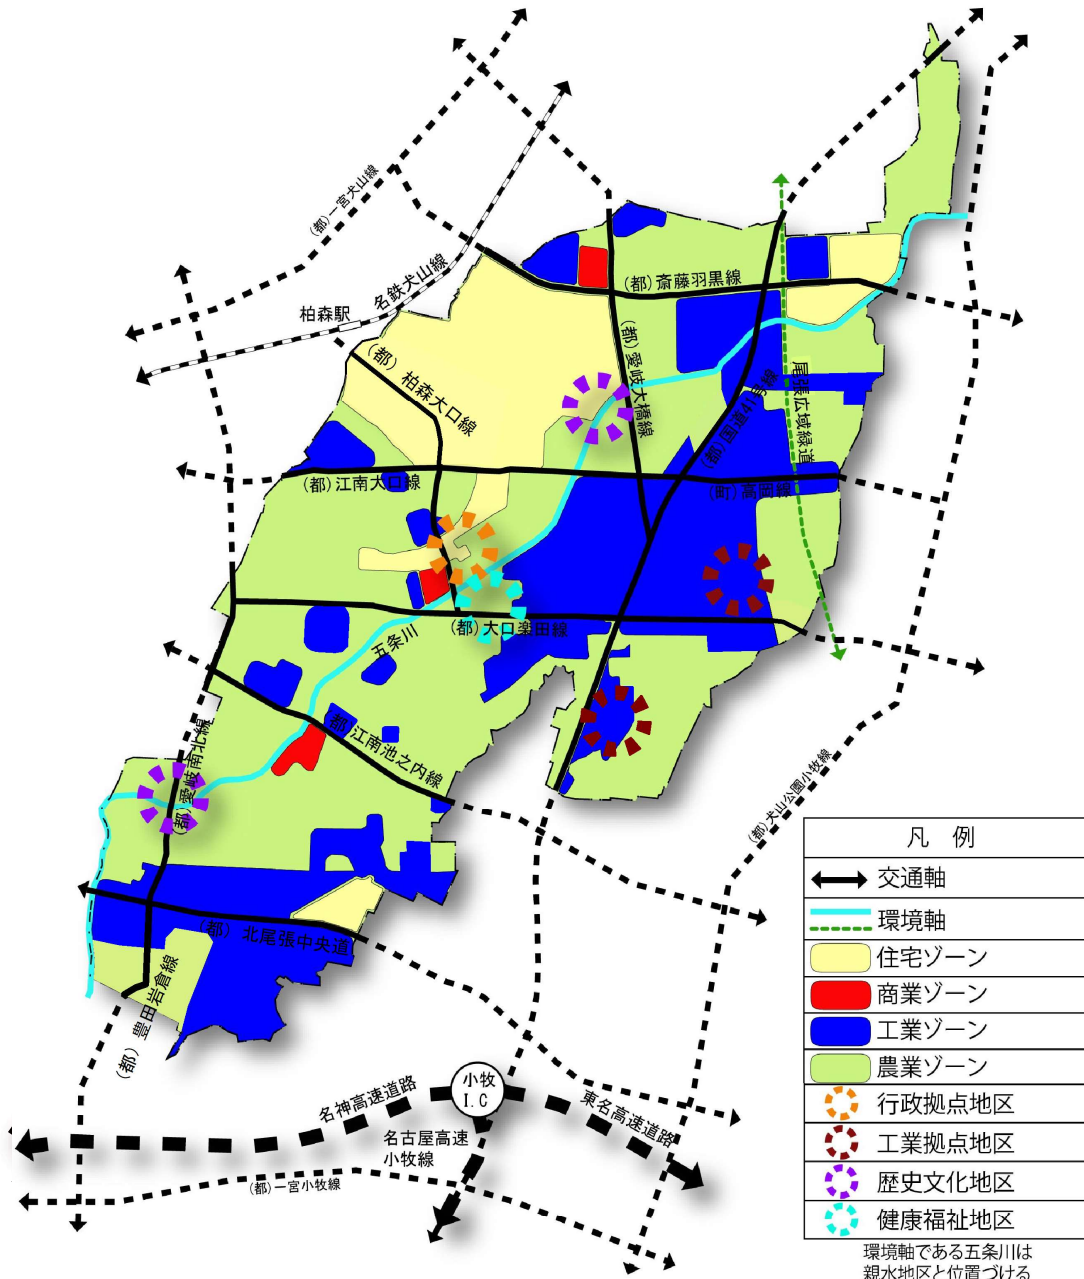 (都)一宮犬山線
名鉄犬山線
柏森駅
(都)斎藤羽黒線
(都)愛岐大橋線
(都)柏森大口線
(都)国道41号線
尾張広域緑道
(都)江南大口線
(町)高岡線
(都)大口楽田線
五条川
(都)江南池之内線
(都)愛岐南北線
(都)犬山公園小牧線
(都)北尾張中央道
(都)豊田岩倉線
小牧
I.C
名神高速道路
東名高速道路
名古屋高速
小牧線
(都)一宮小牧線
凡 例
交通軸
環境軸
住宅ゾーン
商業ゾーン
工業ゾーン
農業ゾーン
行政拠点地区
工業拠点地区
歴史文化地区
健康福祉地区
環境軸である五条川は
親水地区と位置づける